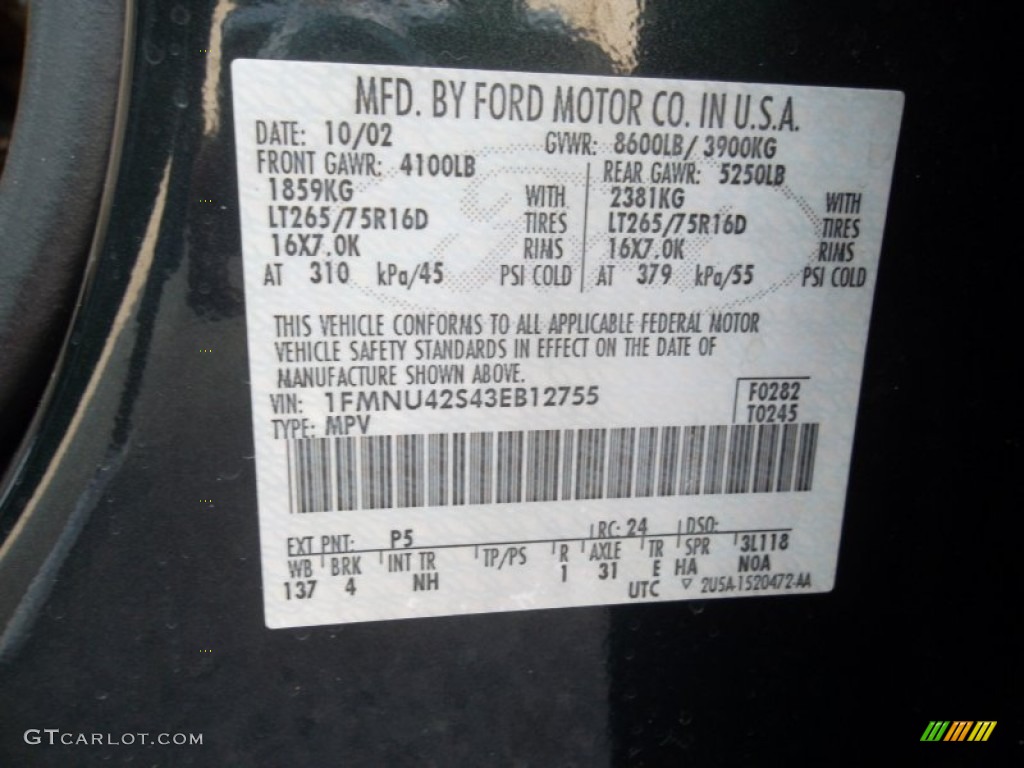 MFD. BY FORD MOTOR CO. IN U.S.A.
DATE: 10/02 GVWR: 8600LB/ 3900KG
FRONT GAWR: 4100LB REAR GAWR: 5250LB
1859KG WITH 2381KG WITH
LT265/75R16D TIRES LT265/75R16D TIRES
16X7.0K RIMS 16X7.0K RIMS
AT 310 kPa/45 PSI COLD AT 379 kPa/55 PSI COLD
THIS VEHICLE CONFORMS TO ALL APPLICABLE FEDERAL MOTOR
VEHICLE SAFETY STANDARDS IN EFFECT ON THE DATE OF
MANUFACTURE SHOWN ABOVE.
VIN: 1FMNU42S43EB12755 F0282
TYPE: MPV T0245
EXT PNT: P5 RC: 24 DSO:
WB BRK INT TR TP/PS R AXLE TR SPR 3L118
137 4 NH 1 31 E HA NOA
UTC ▽ 2U5A-1520472-AA
GTCARLOT.COM